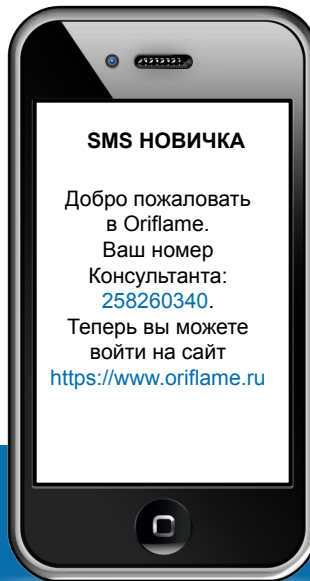 SMS НОВИЧКА
Добро пожаловать
в Oriflame.
Ваш номер
Консультанта:
258260340.
Теперь вы можете
войти на сайт
https://www.oriflame.ru